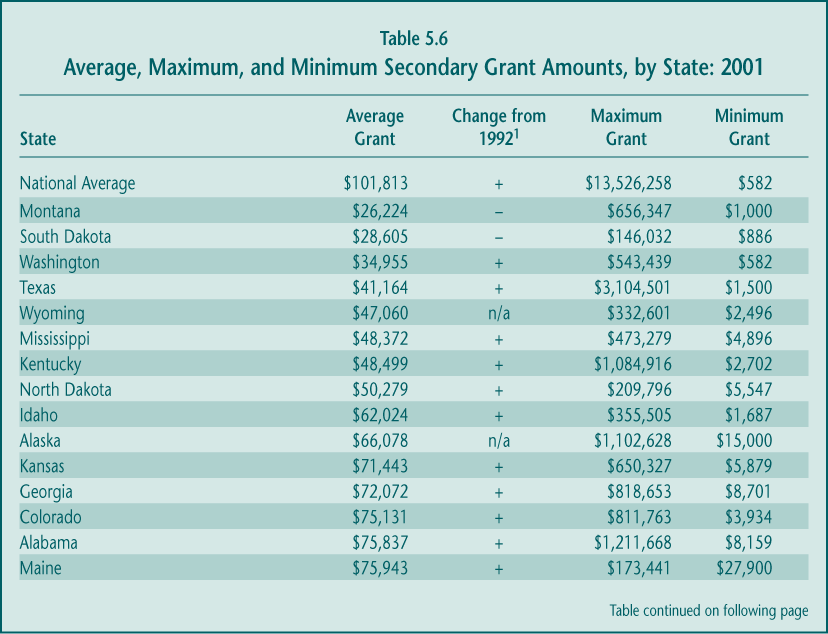 Table 5.6
Average, Maximum, and Minimum Secondary Grant Amounts, by State: 2001
State Average Grant Change from 1992¹ Maximum Grant Minimum Grant
National Average $101,813 + $13,526,258 $582
Montana $26,224 – $656,347 $1,000
South Dakota $28,605 – $146,032 $886
Washington $34,955 + $543,439 $582
Texas $41,164 + $3,104,501 $1,500
Wyoming $47,060 n/a $332,601 $2,496
Mississippi $48,372 + $473,279 $4,896
Kentucky $48,499 + $1,084,916 $2,702
North Dakota $50,279 + $209,796 $5,547
Idaho $62,024 + $355,505 $1,687
Alaska $66,078 n/a $1,102,628 $15,000
Kansas $71,443 + $650,327 $5,879
Georgia $72,072 + $818,653 $8,701
Colorado $75,131 + $811,763 $3,934
Alabama $75,837 + $1,211,668 $8,159
Maine $75,943 + $173,441 $27,900
Table continued on following page